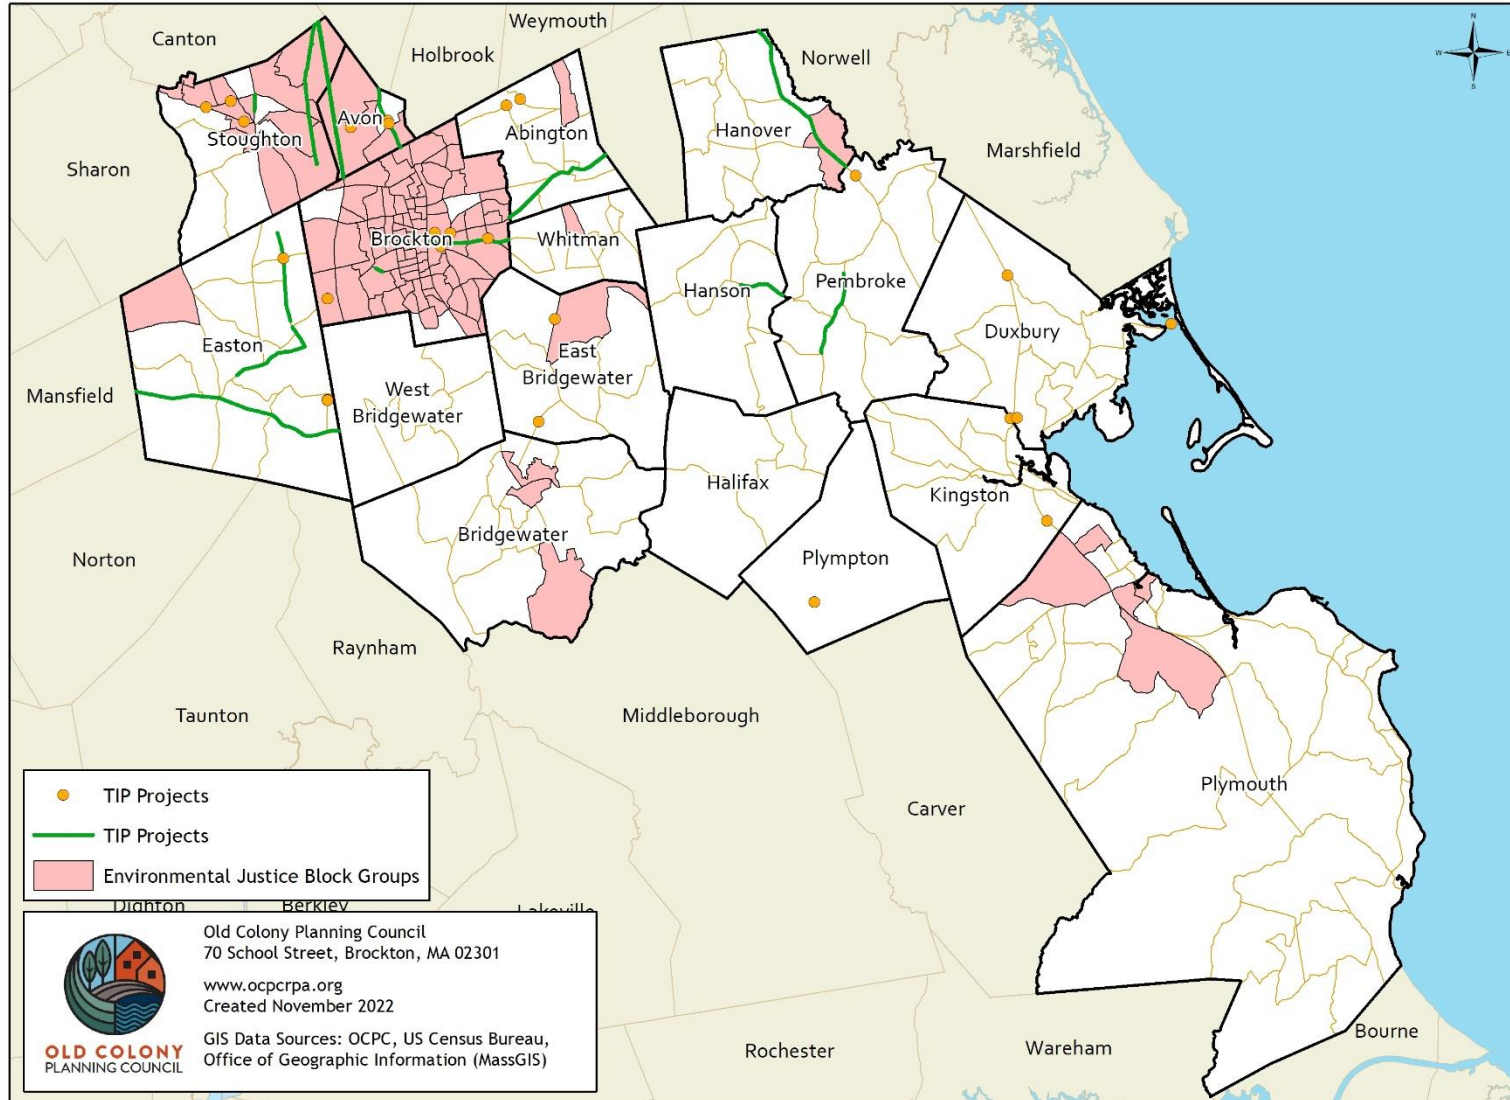 Weymouth
Canton
Holbrook
Norwell
N
W
E
S
Stoughton
Avon
Abington
Hanover
Marshfield
Sharon
Brockton
Whitman
Hanson
Pembroke
Duxbury
Easton
East
Bridgewater
West
Bridgewater
Mansfield
Halifax
Kingston
Bridgewater
Plympton
Norton
Raynham
Taunton
Middleborough
Plymouth
Carver
TIP Projects
TIP Projects
Environmental Justice Block Groups
Dighton
Berkley
Lakeville
Old Colony Planning Council
70 School Street, Brockton, MA 02301
www.ocpcrpa.org
Created November 2022
GIS Data Sources: OCPC, US Census Bureau,
Office of Geographic Information (MassGIS)
OLD COLONY
PLANNING COUNCIL
Rochester
Wareham
Bourne